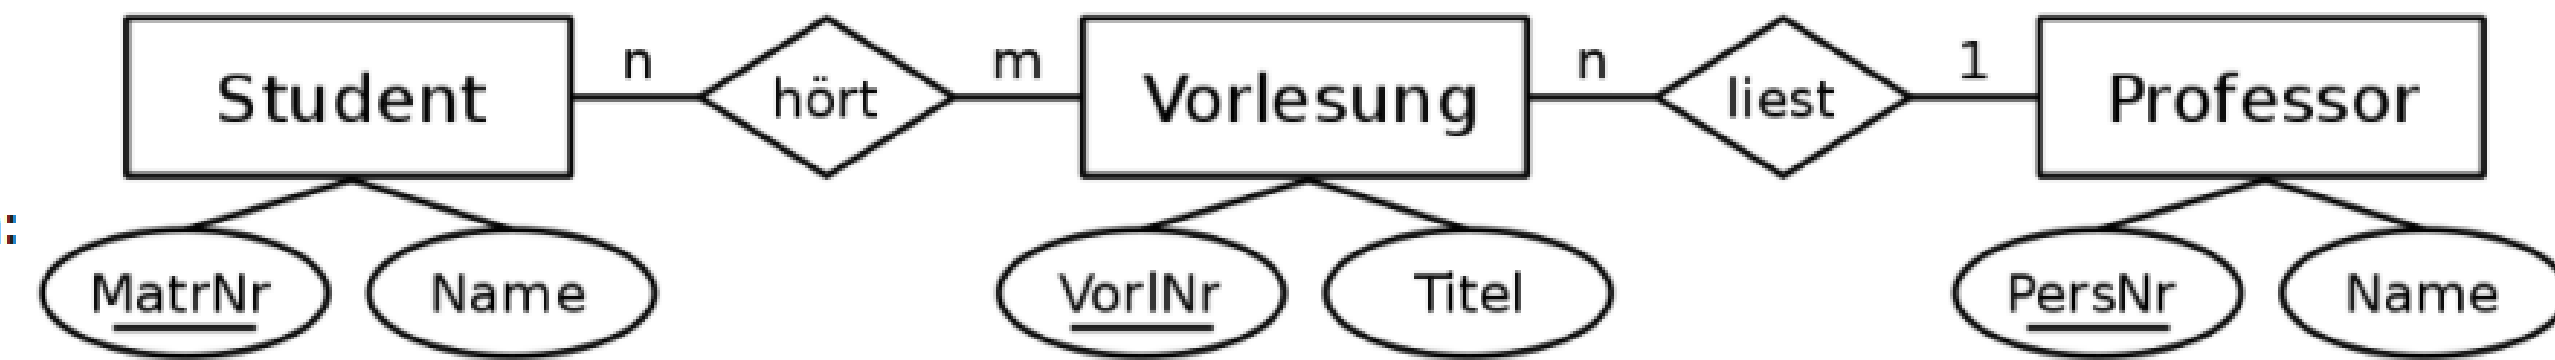 Student n hört m Vorlesung n liest 1 Professor
:
MatrNr Name VorlNr Titel PersNr Name